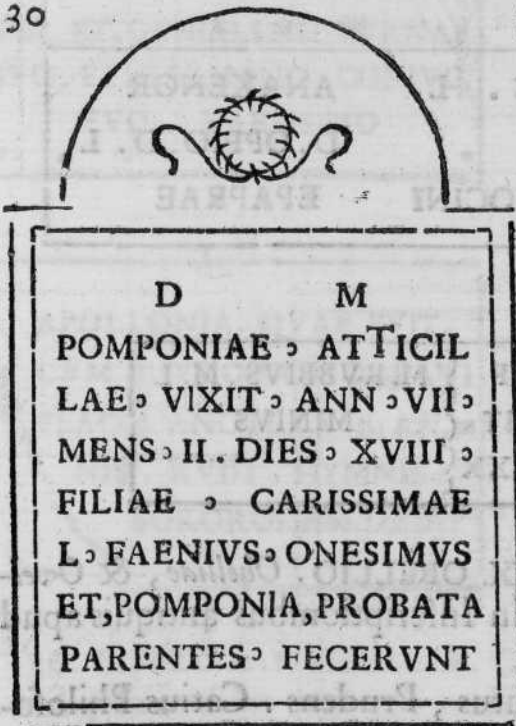 30
D M
POMPONIAE ɔ ATTICIL
LAE ɔ VIXIT ɔ ANN ɔ VII ɔ
MENS ɔ II . DIES ɔ XVIII ɔ
FILIAE ɔ CARISSIMAE
L ɔ FAENIVS ɔ ONESIMVS
ET , POMPONIA , PROBATA
PARENTES ɔ FECERVNT